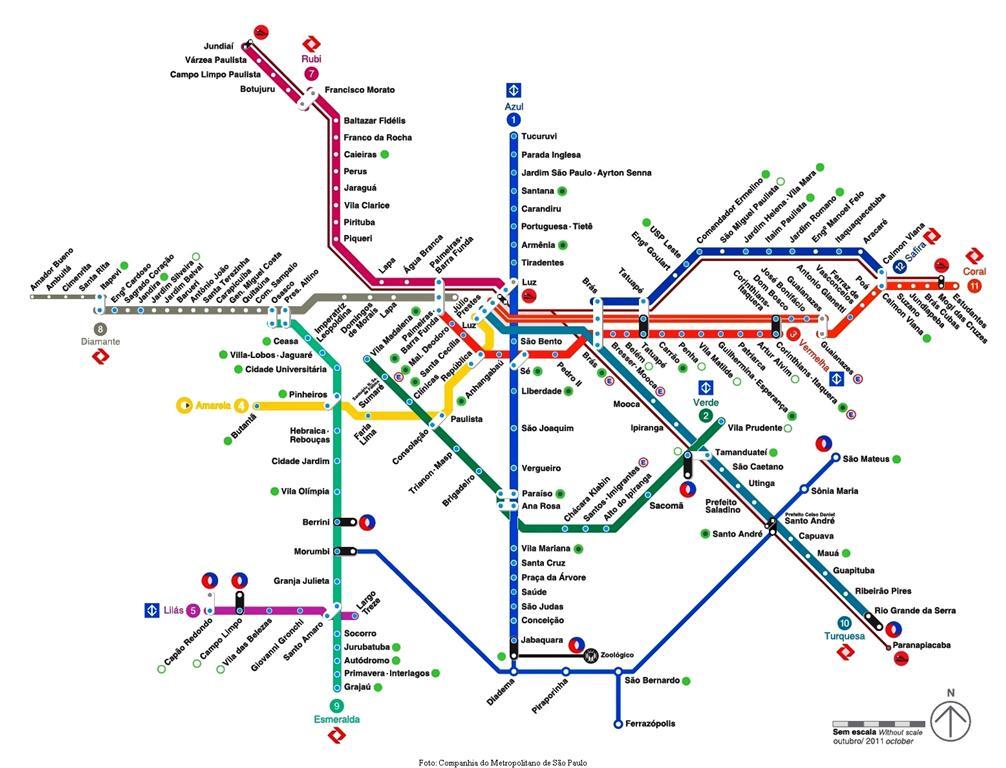 Jundiaí
Várzea Paulista
Campo Limpo Paulista
Botujuru
Rubi
7
Francisco Morato
Baltazar Fidélis
Franco da Rocha
Caieiras
Perus
Jaraguá
Vila Clarice
Pirituba
Piqueri
Lapa
Água Branca
Palmeiras-
Barra Funda
Azul
1
Tucuruvi
Parada Inglesa
Jardim São Paulo - Ayrton Senna
Santana
Carandiru
Portuguesa - Tietê
Armênia
Tiradentes
Luz
São Bento
Sé
Liberdade
São Joaquim
Vergueiro
Paraíso
Ana Rosa
Vila Mariana
Santa Cruz
Praça da Árvore
Saúde
São Judas
Conceição
Jabaquara
Zoológico
Diadema
Piraporinha
São Bernardo
Ferrazópolis
Amador Bueno
Ambuitá
Cimenrita
Santa Rita
Itapevi
Engº Cardoso
Sagrado Coração
Jandira
Jardim Silveira
Jardim Belval
Barueri
Antônio João
Santa Terezinha
Carapicuíba
Gen. Miguel Costa
Quitaúna
Com. Sampaio
Osasco
Pres. Altino
Imperatriz
Leopoldina
Domingos
de Morais
Lapa
Palmeiras-
Barra Funda
Júlio
Prestes
Luz
8
Diamante
Ceasa
Villa-Lobos - Jaguaré
Cidade Universitária
Pinheiros
Hebraica-
Rebouças
Cidade Jardim
Vila Olímpia
Berrini
Morumbi
Granja Julieta
Largo
Treze
Socorro
Jurubatuba
Autódromo
Primavera - Interlagos
Grajaú
9
Esmeralda
Amarela 4
Butantã
Faria
Lima
Paulista
República
Vila Madalena
Sumaré
Clínicas
Consolação
Trianon-Masp
Brigadeiro
Chácara Klabin
Santos - Imigrantes
Alto do Ipiranga
Sacomã
Vila Prudente
Verde
2
Mal. Deodoro
Santa Cecília
Anhangabaú
Pedro II
Brás
Bresser-Mooca
Belém
Tatuapé
Carrão
Penha
Vila Matilde
Guilhermina - Esperança
Patriarca
Artur Alvim
Corinthians - Itaquera
3
Vermelha
Lilás 5
Capão Redondo
Campo Limpo
Vila das Belezas
Giovanni Gronchi
Santo Amaro
Brás
Tatuapé
Engº Goulart
USP Leste
Comendador Ermelino
São Miguel Paulista
Jardim Helena - Vila Mara
Itaim Paulista
Jardim Romano
Engº Manoel Feio
Itaquaquecetuba
Aracaré
Calmon Viana
12
Safira
Corinthians-
Itaquera
Dom Bosco
José Bonifácio
Guaianazes
Antonio Gianetti
Ferraz de
Vasconcelos
Poá
Calmon Viana
Suzano
Jundiapeba
Brás Cubas
Mogi das Cruzes
Estudantes
Guaianazes
Coral
11
Mooca
Ipiranga
Tamanduateí
São Caetano
Utinga
Prefeito
Saladino
Prefeito Celso Daniel
Santo André
Santo André
Capuava
Mauá
Guapituba
Ribeirão Pires
Rio Grande da Serra
Paranapiacaba
10
Turquesa
São Mateus
Sônia Maria
N
Sem escala Without scale
outubro/ 2011 october
Foto: Companhia do Metropolitano de São Paulo